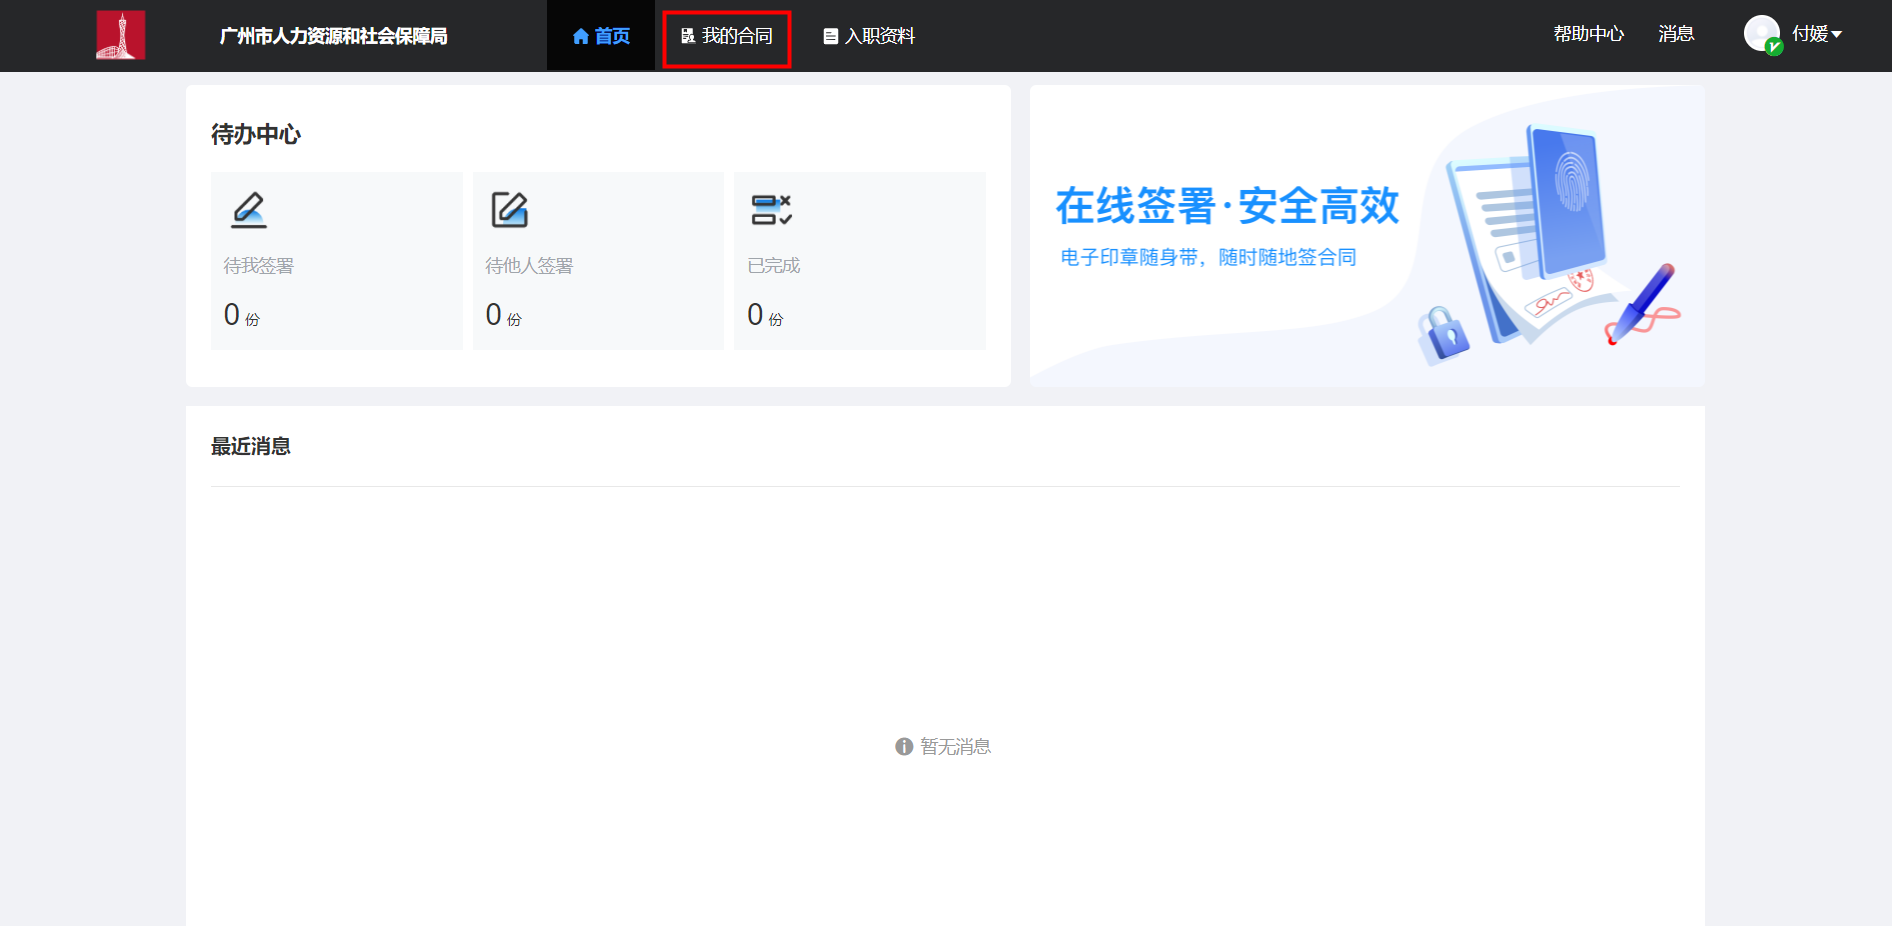 广州市人力资源和社会保障局
首页
我的合同
入职资料
帮助中心
消息
付媛
待办中心
待我签署
0 份
待他人签署
0 份
已完成
0 份
在线签署·安全高效
电子印章随身带，随时随地签合同
最近消息
暂无消息